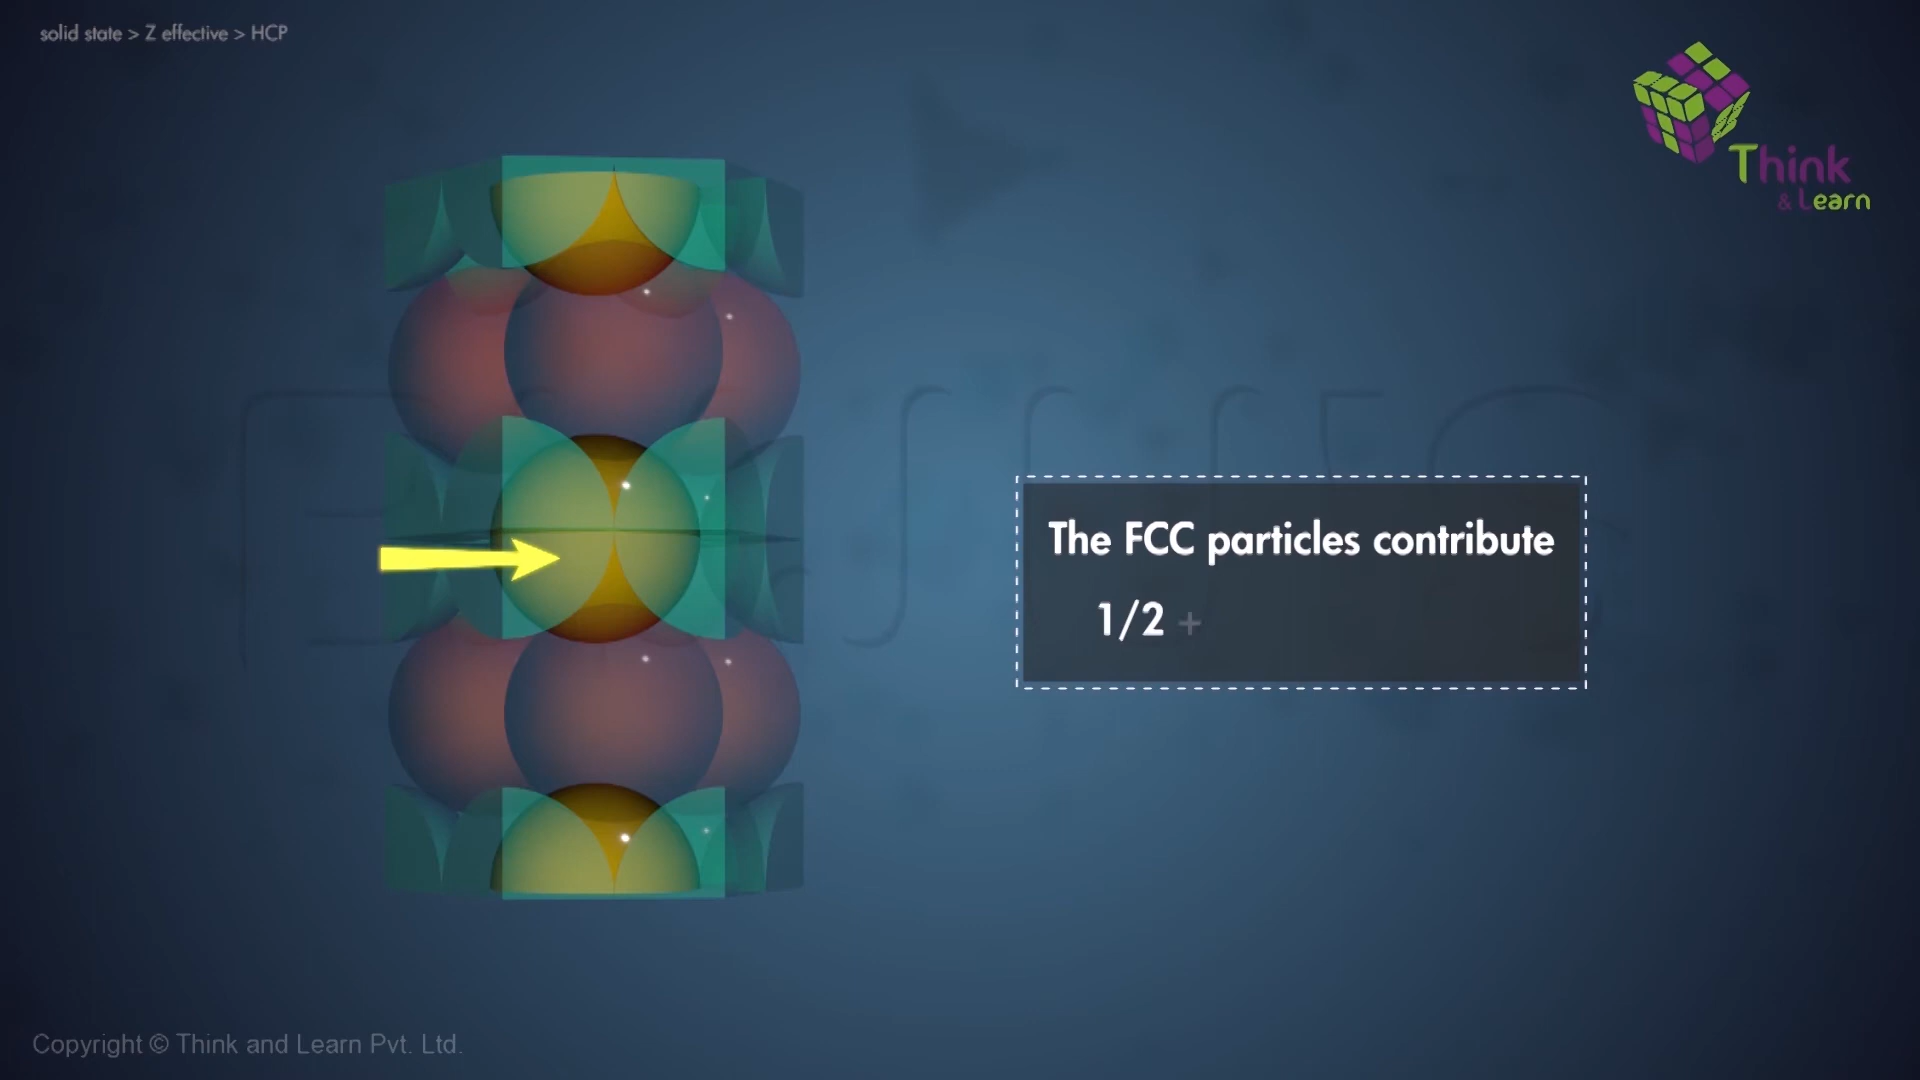 solid state > Z effective > HCP
Think
& Learn
The FCC particles contribute
1/2 +
Copyright © Think and Learn Pvt. Ltd.